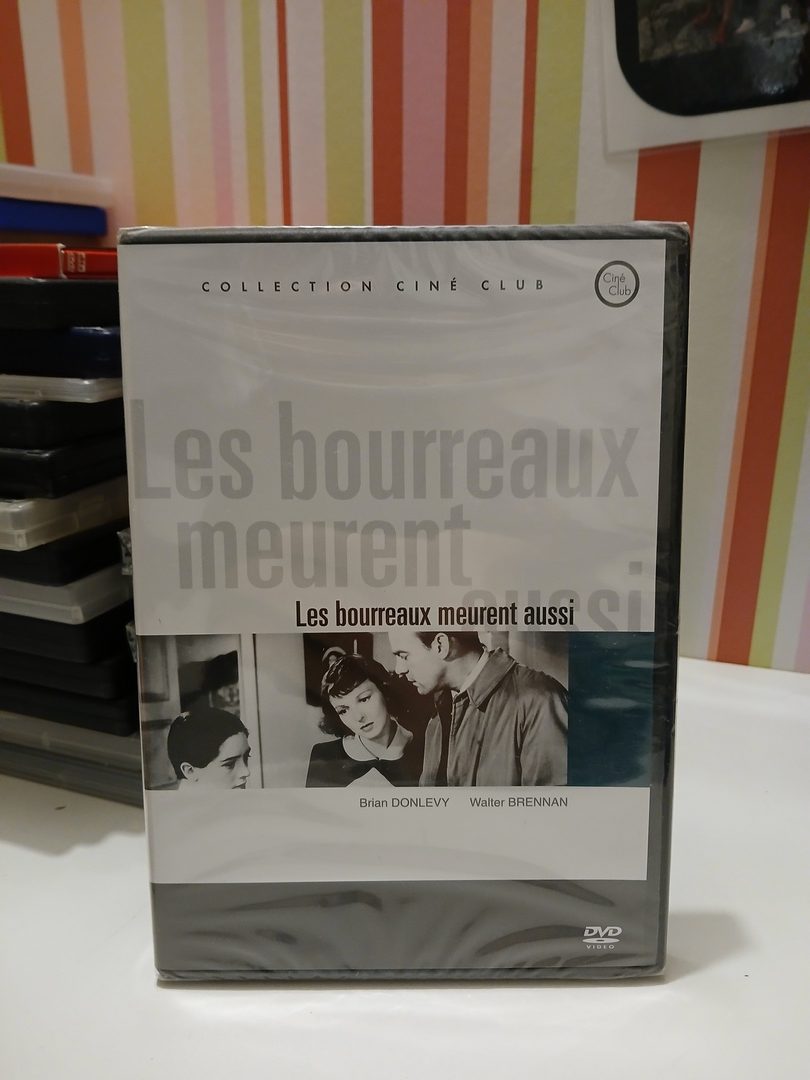 COLLECTION CINÉ CLUB
Ciné
Club
Les bourreaux
meurent
aussi
Les bourreaux meurent aussi
Brian DONLEVY Walter BRENNAN
DVD
VIDEO